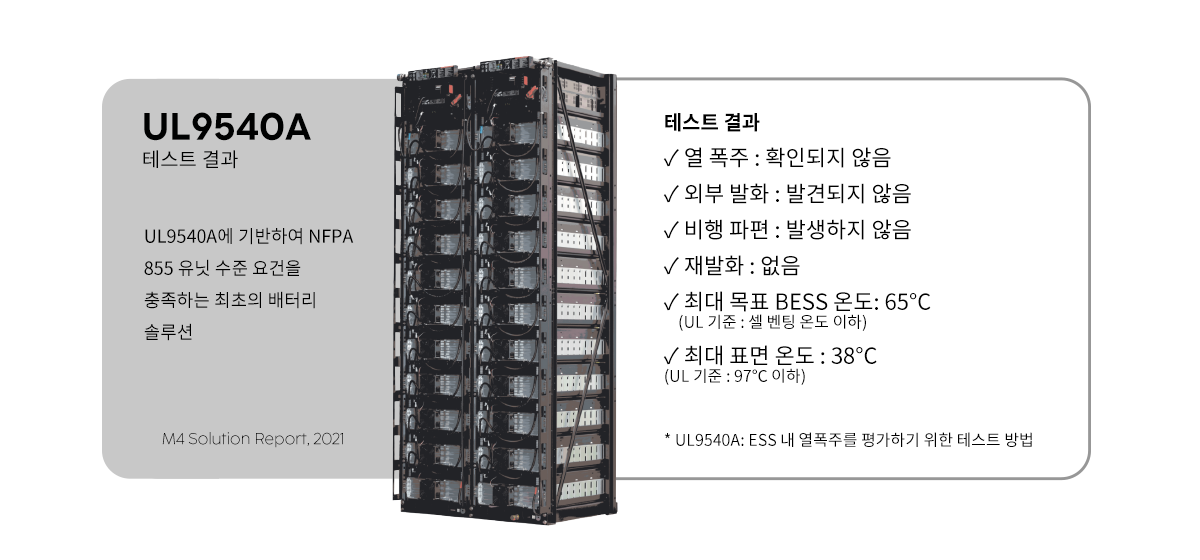 UL9540A
테스트 결과
UL9540A에 기반하여 NFPA
855 유닛 수준 요건을
충족하는 최초의 배터리
솔루션
M4 Solution Report, 2021
테스트 결과
✓ 열 폭주 : 확인되지 않음
✓ 외부 발화 : 발견되지 않음
✓ 비행 파편 : 발생하지 않음
✓ 재발화 : 없음
✓ 최대 목표 BESS 온도: 65°C
(UL 기준 : 셀 벤팅 온도 이하)
✓ 최대 표면 온도 : 38°C
(UL 기준 : 97°C 이하)
* UL9540A: ESS 내 열폭주를 평가하기 위한 테스트 방법